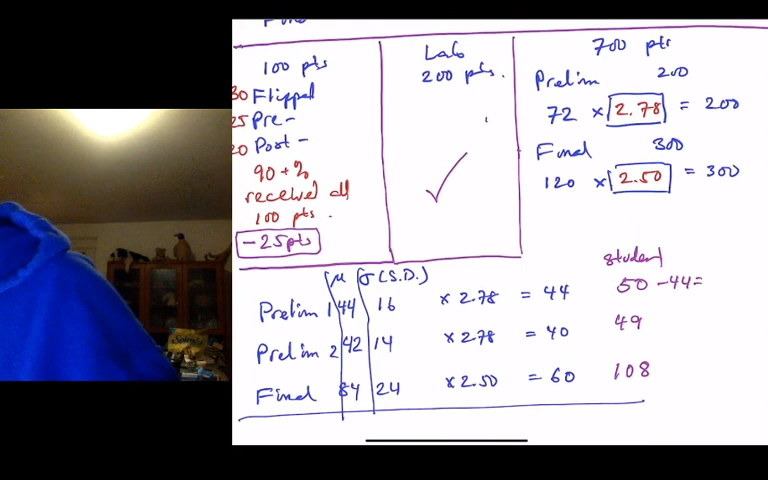 100 pts
30 Flipped
25 Pre-
20 Post -
90+%
received all
100 pts.
-25pts
Lab
200 pts.
700 pts
Prelim 200
72 × 2.78 = 200
Final 300
120 × 2.50 = 300
μ σ (S.D.)
student
Prelim 1 44 16 × 2.78 = 44 50 - 44 =
Prelim 2 42 14 × 2.78 = 40 49
Final 84 24 × 2.50 = 60 108